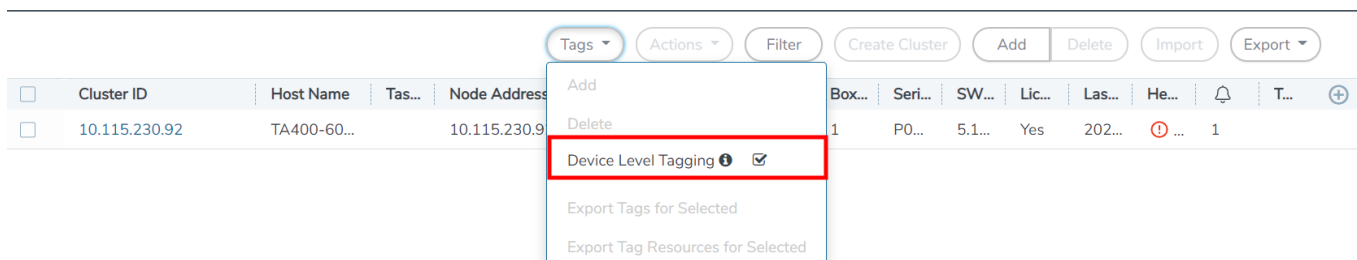 Tags Actions Filter Create Cluster Add Delete Import Export
Cluster ID Host Name Tas... Node Address Box... Seri... SW... Lic... Las... He... T...
10.115.230.92 TA400-60... 10.115.230.9 1 P0... 5.1... Yes 202... ... 1
Add
Delete
Device Level Tagging
Export Tags for Selected
Export Tag Resources for Selected